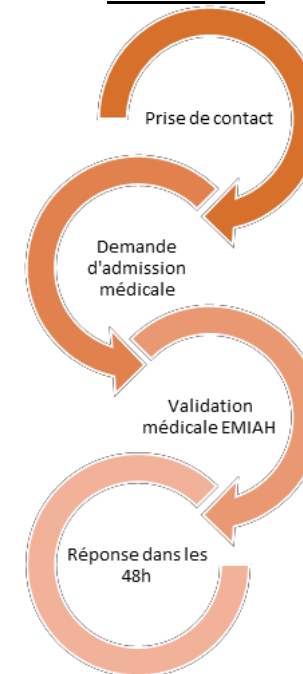 Prise de contact
Demande
d'admission
médicale
Validation
médicale EMIAH
Réponse dans les
48h